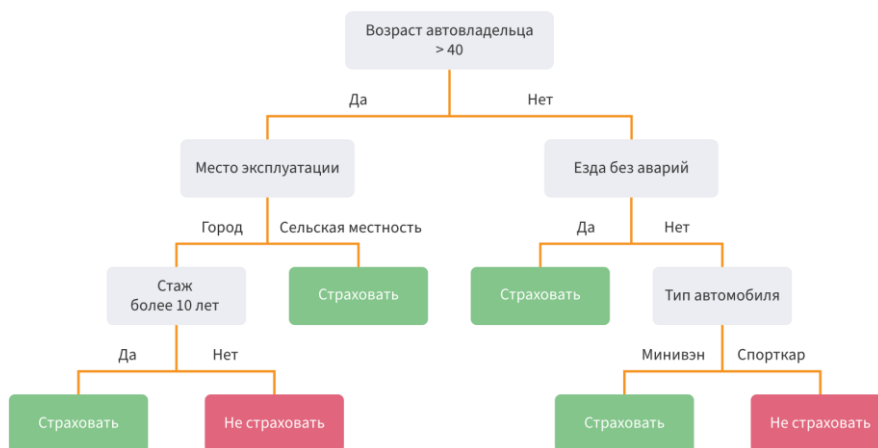 Возраст автовладельца
> 40
Да
Нет
Место эксплуатации
Езда без аварий
Город
Сельская местность
Да
Нет
Стаж
более 10 лет
Страховать
Страховать
Тип автомобиля
Да
Нет
Минивэн
Спорткар
Страховать
Не страховать
Страховать
Не страховать